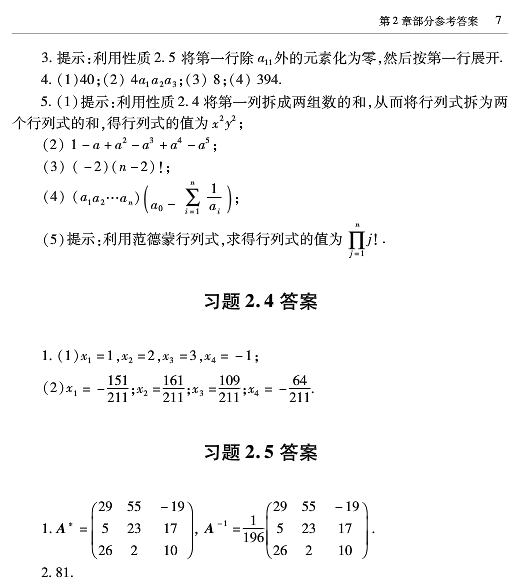 第 2 章部分参考答案 7
3. 提示:利用性质 2.5 将第一行除 a₁₁ 外的元素化为零,然后按第一行展开.
4. (1)40;(2) 4a₁a₂a₃;(3) 8;(4) 394.
5. (1)提示:利用性质 2.4 将第一列拆成两组数的和,从而将行列式拆为两
个行列式的和,得行列式的值为 x²y²;
(2) 1 − a + a² − a³ + a⁴ − a⁵;
(3) ( −2)(n −2)!;
(4) (a₁a₂⋯aₙ)(a₀ − ∑_{i=1}^{n} 1/aᵢ);
(5)提示:利用范德蒙行列式,求得行列式的值为 ∏_{j=1}^{n} j!.
习题 2.4 答案
1. (1)x₁ =1,x₂ =2,x₃ =3,x₄ = −1;
(2)x₁ = −151/211;x₂ =161/211;x₃ =109/211;x₄ = −64/211.
习题 2.5 答案
1. A* = (29 55 −19; 5 23 17; 26 2 10), A⁻¹ = 1/196 (29 55 −19; 5 23 17; 26 2 10).
2. 81.